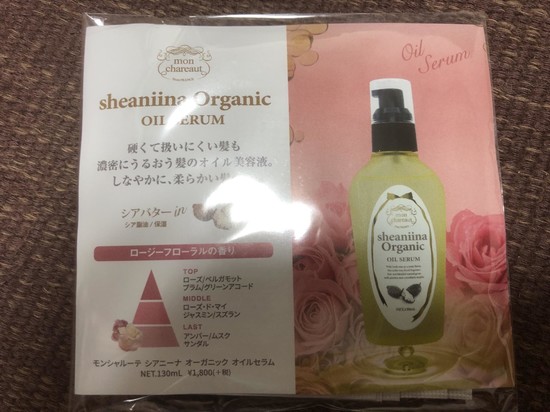 mon
chareaut
sheaniina Organic
OIL SERUM
硬くて扱いにくい髪も
濃密にうるおう髪のオイル美容液。
しなやかに、柔らかい
シアバター in
シア脂油/保湿
ロージーフローラルの香り
TOP
ローズ/ベルガモット
プラム/グリーンアコード
MIDDLE
ローズ・ド・マイ
ジャスミン/スズラン
LAST
アンバー/ムスク
サンダル
モンシャルーテ シアニーナ オーガニック オイルセラム
NET.130mL ¥1,800(+税)
Oil
Serum
mon
chareaut
sheaniina
Organic
OIL SERUM